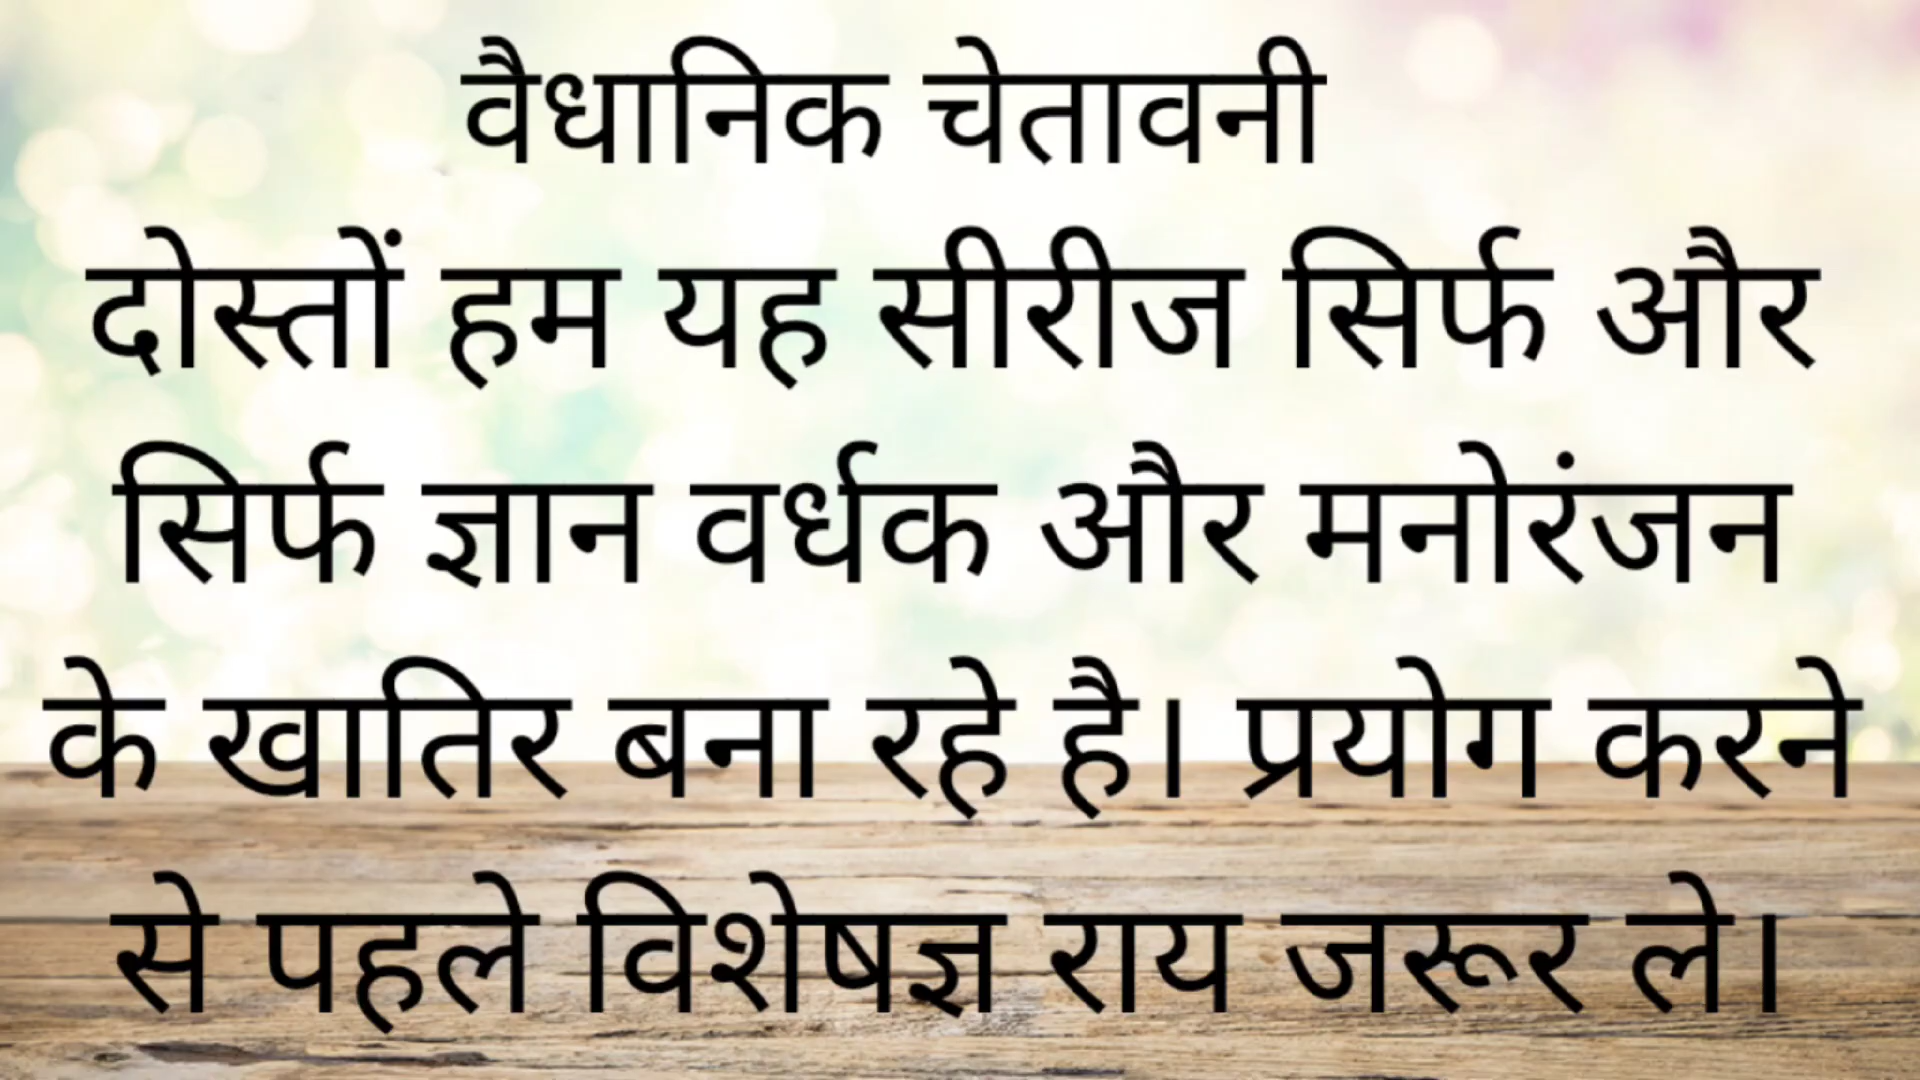 वैधानिक चेतावनी
दोस्तों हम यह सीरीज सिर्फ और
सिर्फ ज्ञान वर्धक और मनोरंजन
के खातिर बना रहे है। प्रयोग करने
से पहले विशेषज्ञ राय जरूर ले।